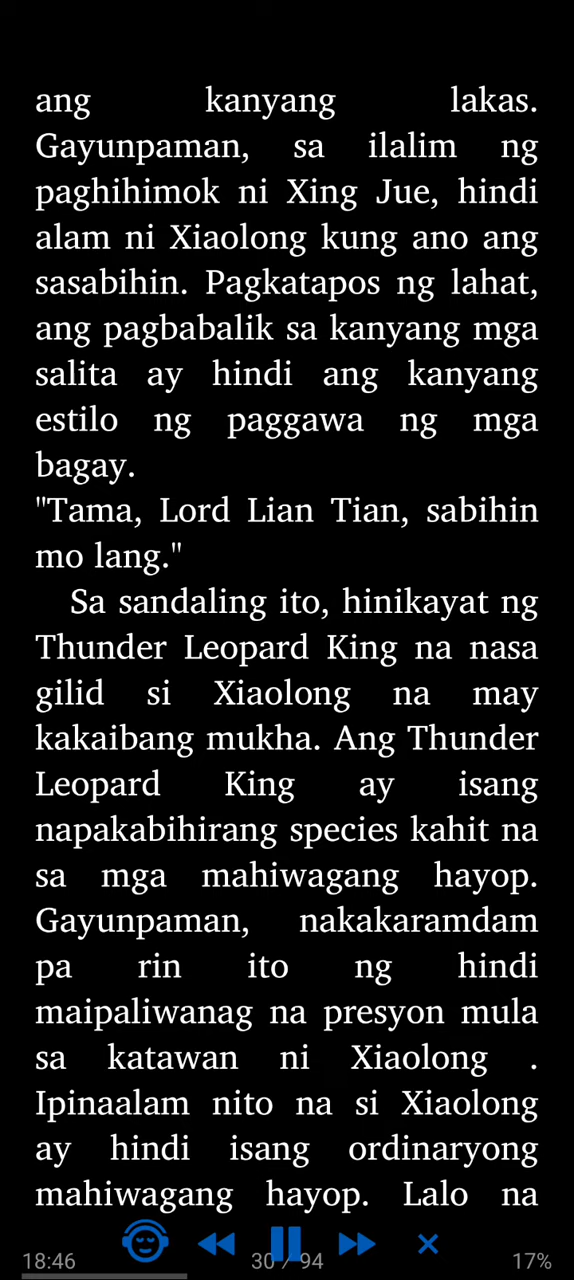 ang kanyang lakas.
Gayunpaman, sa ilalim ng
paghihimok ni Xing Jue, hindi
alam ni Xiaolong kung ano ang
sasabihin. Pagkatapos ng lahat,
ang pagbabalik sa kanyang mga
salita ay hindi ang kanyang
estilo ng paggawa ng mga
bagay.
"Tama, Lord Lian Tian, sabihin
mo lang."
Sa sandaling ito, hinikayat ng
Thunder Leopard King na nasa
gilid si Xiaolong na may
kakaibang mukha. Ang Thunder
Leopard King ay isang
napakabihirang species kahit na
sa mga mahiwagang hayop.
Gayunpaman, nakakaramdam
pa rin ito ng hindi
maipaliwanag na presyon mula
sa katawan ni Xiaolong .
Ipinaalam nito na si Xiaolong
ay hindi isang ordinaryong
mahiwagang hayop. Lalo na
18:46 30 / 94 17%